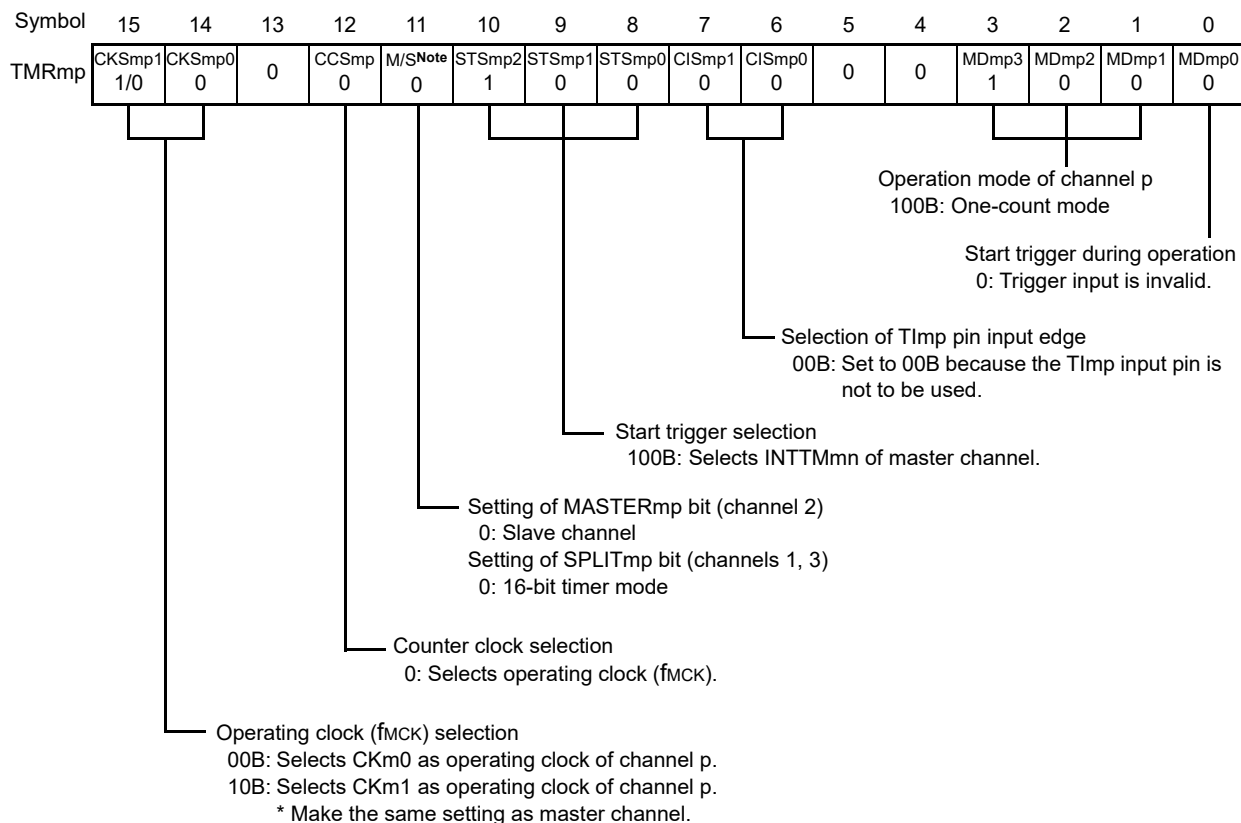 Symbol 15 14 13 12 11 10 9 8 7 6 5 4 3 2 1 0
TMRmp CKSmp1 CKSmp0 CCSmp M/SNote STSmp2 STSmp1 STSmp0 CISmp1 CISmp0 MDmp3 MDmp2 MDmp1 MDmp0
1/0 0 0 0 0 1 0 0 0 0 0 0 1 0 0 0
Operation mode of channel p
100B: One-count mode
Start trigger during operation
0: Trigger input is invalid.
Selection of TImp pin input edge
00B: Set to 00B because the TImp input pin is
not to be used.
Start trigger selection
100B: Selects INTTMmn of master channel.
Setting of MASTERmp bit (channel 2)
0: Slave channel
Setting of SPLITmp bit (channels 1, 3)
0: 16-bit timer mode
Counter clock selection
0: Selects operating clock (fMCK).
Operating clock (fMCK) selection
00B: Selects CKm0 as operating clock of channel p.
10B: Selects CKm1 as operating clock of channel p.
* Make the same setting as master channel.